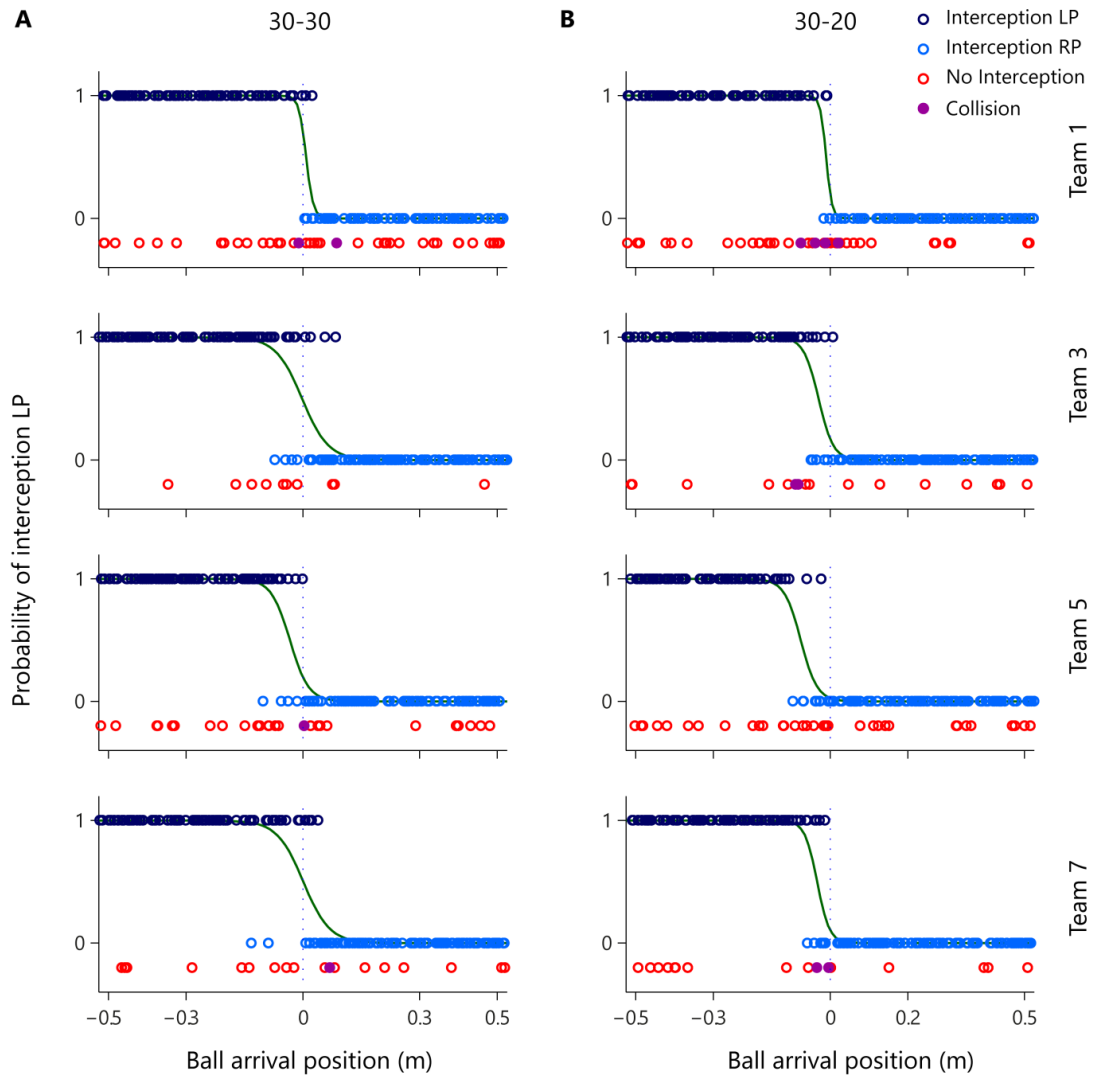 A
30-30
B
30-20
Interception LP
Interception RP
No Interception
Collision
Probability of interception LP
1
0
1
0
Team 1
1
0
1
0
Team 3
1
0
1
0
Team 5
1
0
1
0
Team 7
−0.5 −0.3 0 0.3 0.5
−0.5 −0.3 0 0.2 0.5
Ball arrival position (m)
Ball arrival position (m)